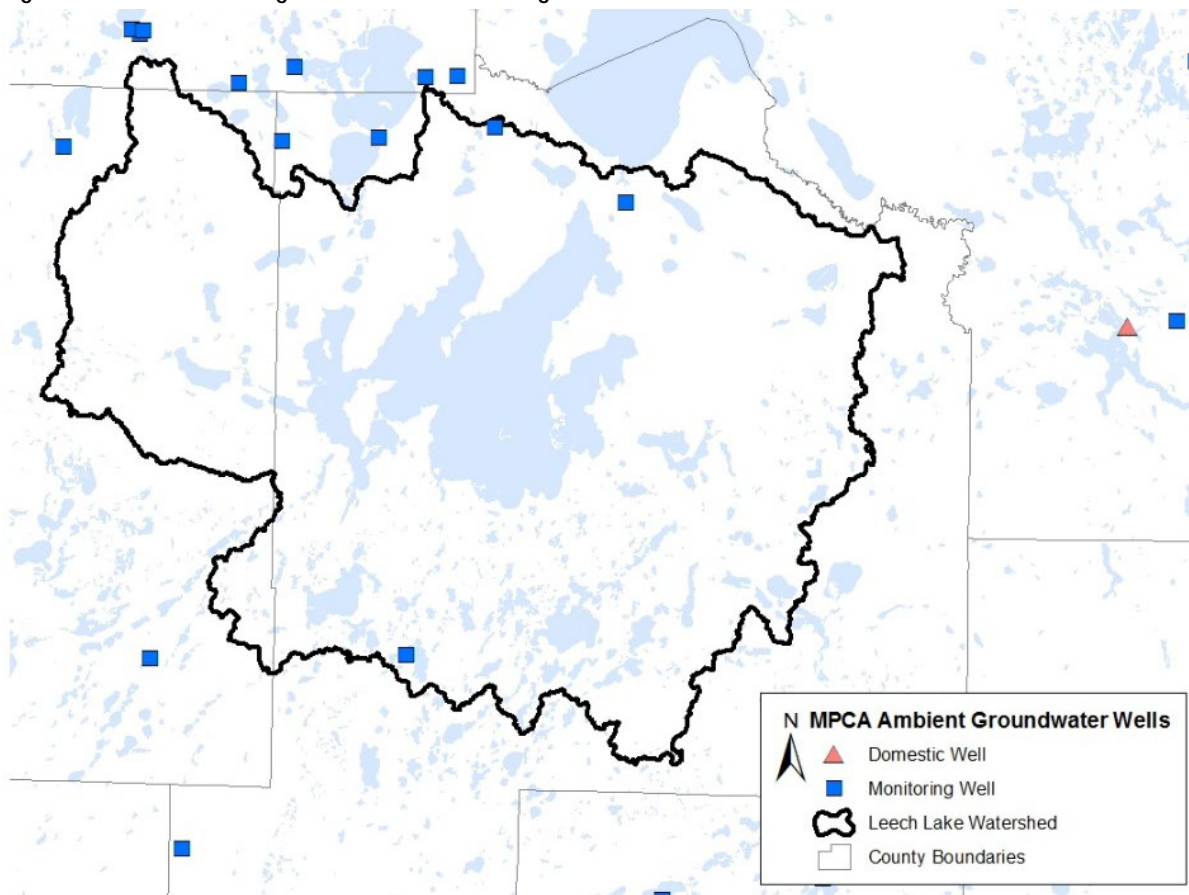 N MPCA Ambient Groundwater Wells
Domestic Well
Monitoring Well
Leech Lake Watershed
County Boundaries